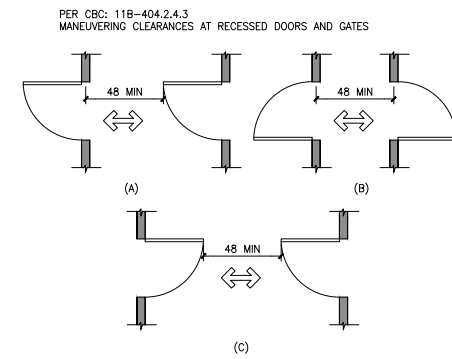 PER CBC: 11B-404.2.4.3
MANEUVERING CLEARANCES AT RECESSED DOORS AND GATES
48 MIN
48 MIN
(A)
(B)
48 MIN
(C)